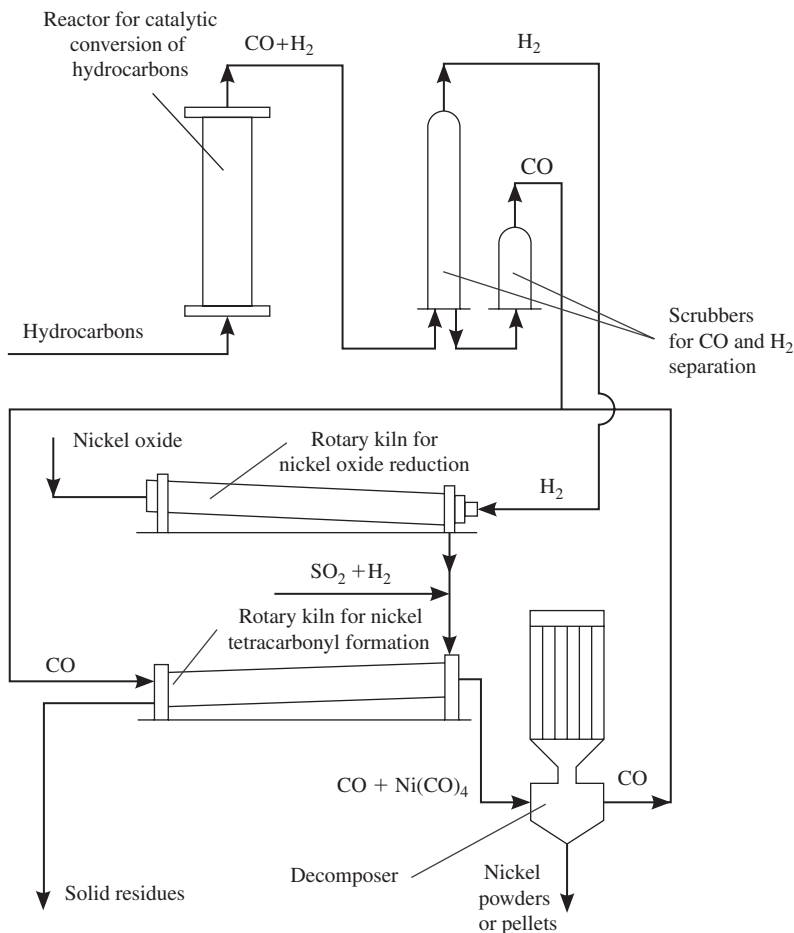 Reactor for catalytic
conversion of
hydrocarbons
CO+H₂
H₂
CO
Hydrocarbons
Scrubbers
for CO and H₂
separation
Nickel oxide
Rotary kiln for
nickel oxide reduction
H₂
SO₂ +H₂
Rotary kiln for nickel
tetracarbonyl formation
CO
CO + Ni(CO)₄
CO
Decomposer
Solid residues
Nickel
powders
or pellets